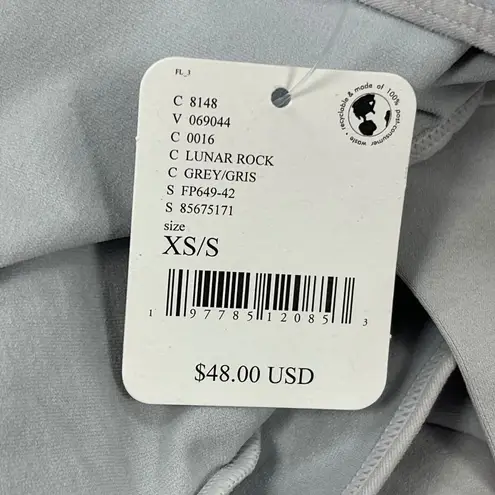 FL_3
recyclable & made of 100% post-consumer waste •
C 8148
V 069044
C 0016
C LUNAR ROCK
C GREY/GRIS
S FP649-42
S 85675171
size
XS/S
1 97785 12085 3
$48.00 USD